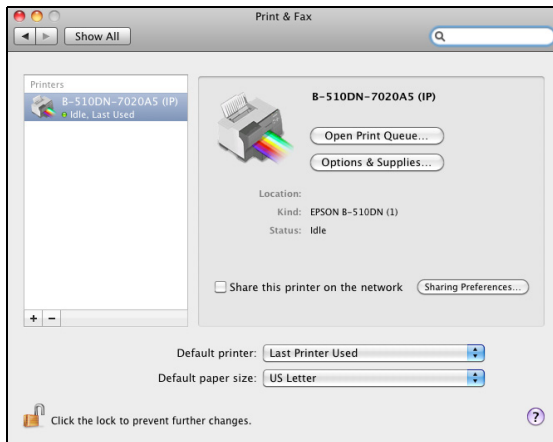 Print & Fax
Show All
Printers
B-510DN-7020A5 (IP)
Idle, Last Used
B-510DN-7020A5 (IP)
Open Print Queue...
Options & Supplies...
Location:
Kind: EPSON B-510DN (1)
Status: Idle
Share this printer on the network
Sharing Preferences...
+ −
Default printer: Last Printer Used
Default paper size: US Letter
Click the lock to prevent further changes.
?